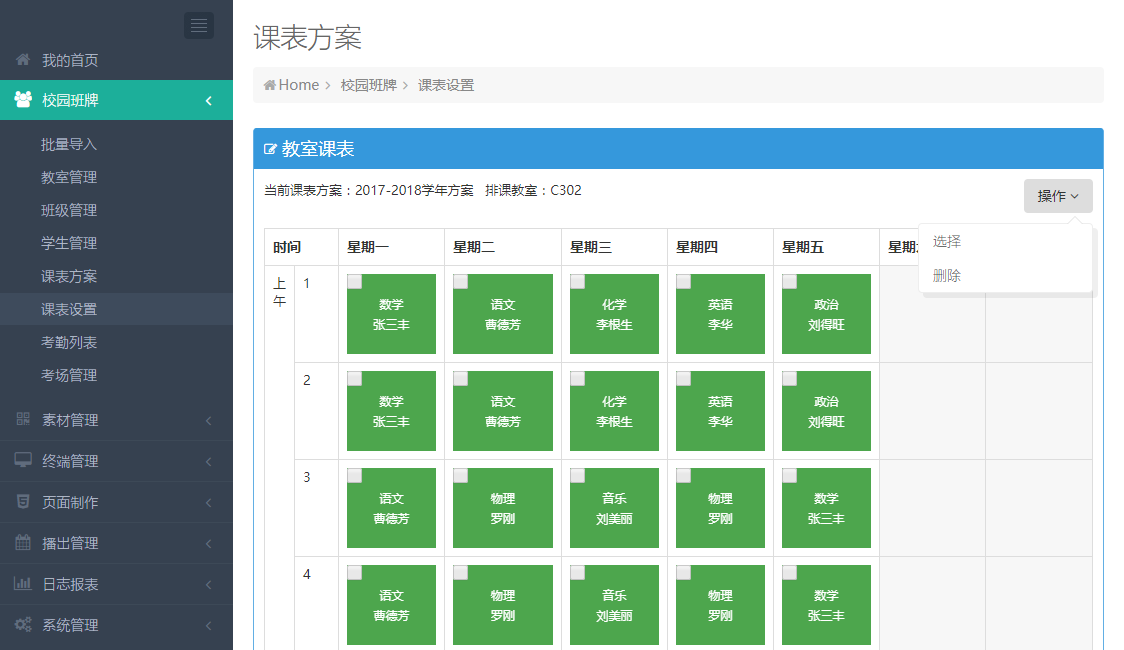 我的首页
校园班牌
批量导入
教室管理
班级管理
学生管理
课表方案
课表设置
考勤列表
考场管理
素材管理
终端管理
页面制作
播出管理
日志报表
系统管理
课表方案
Home > 校园班牌 > 课表设置
教室课表
当前课表方案：2017-2018学年方案 排课教室：C302
操作
选择
删除
时间 星期一 星期二 星期三 星期四 星期五 星期
上午
1
数学 语文 化学 英语 政治
张三丰 曹德芳 李根生 李华 刘得旺
2
数学 语文 化学 英语 政治
张三丰 曹德芳 李根生 李华 刘得旺
3
语文 物理 音乐 物理 数学
曹德芳 罗刚 刘美丽 罗刚 张三丰
4
语文 物理 音乐 物理 数学
曹德芳 罗刚 刘美丽 罗刚 张三丰